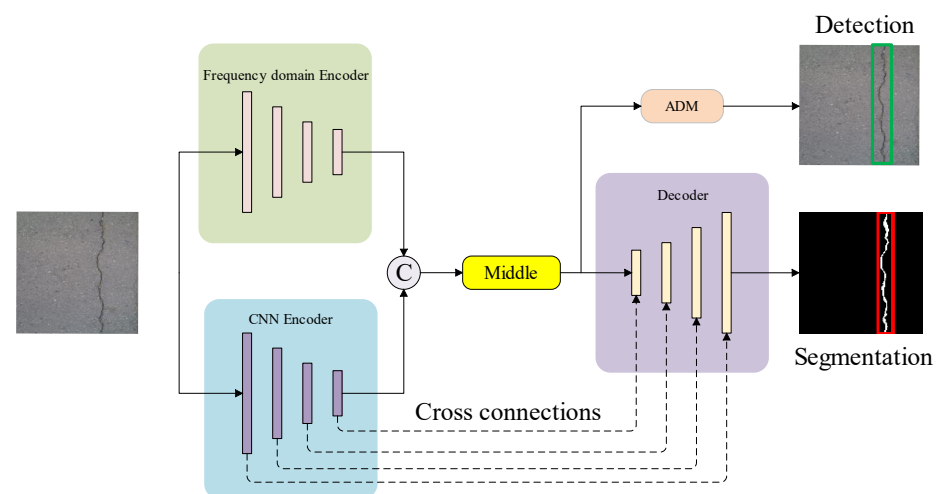 Detection
Frequency domain Encoder
ADM
Decoder
C
Middle
CNN Encoder
Segmentation
Cross connections